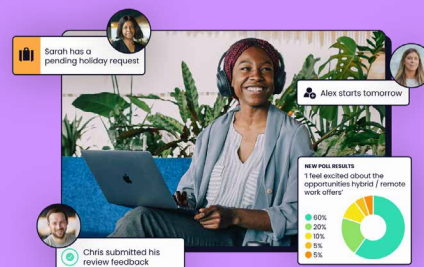 Sarah has a
pending holiday request
Alex starts tomorrow
NEW POLL RESULTS
'I feel excited about the
opportunities hybrid / remote
work offers'
60%
20%
10%
5%
5%
Chris submitted his
review feedback